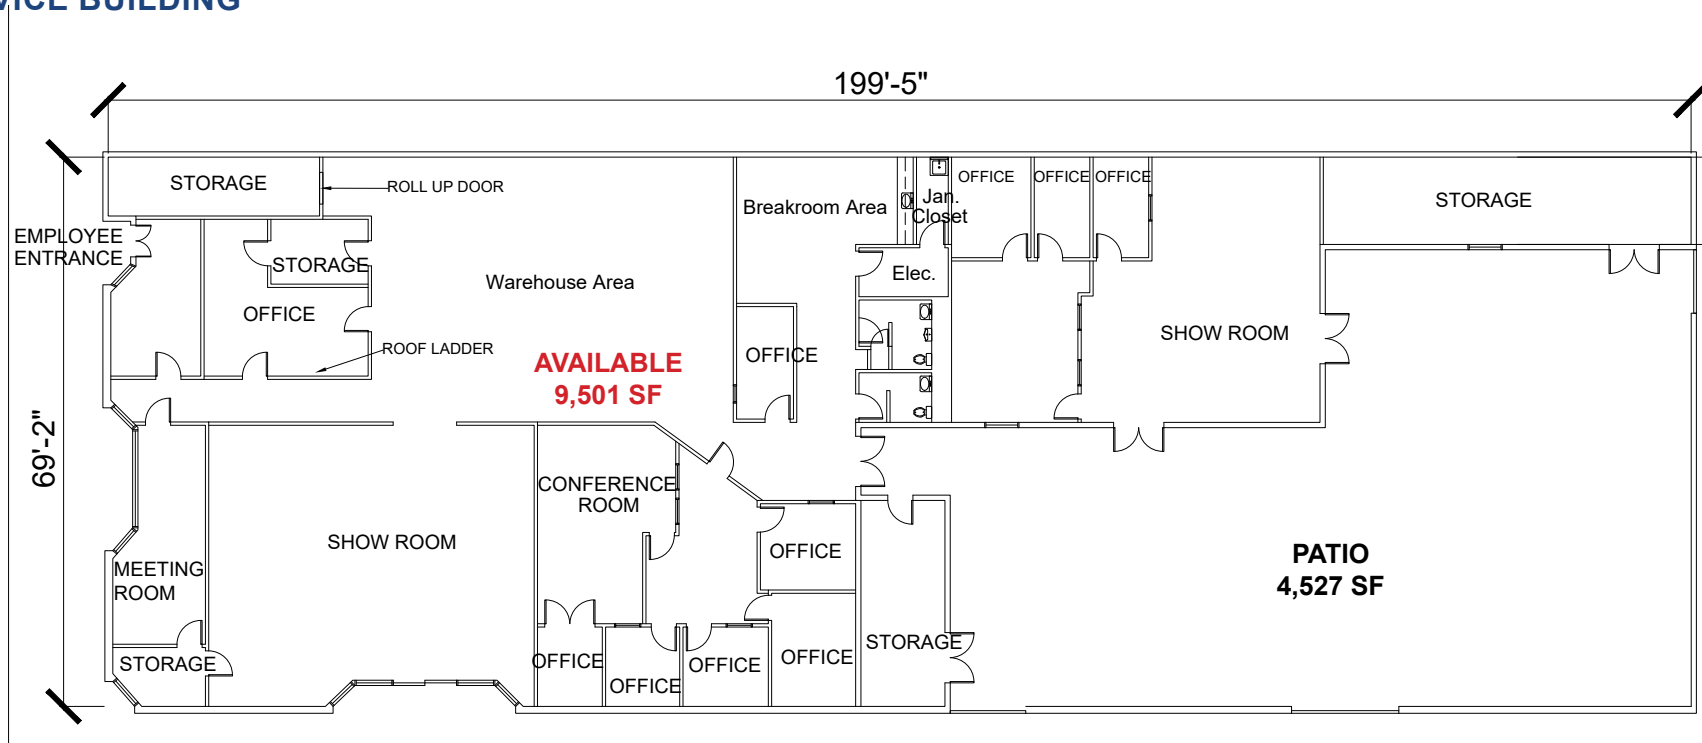 VICE BUILDING
199'-5"
STORAGE
ROLL UP DOOR
EMPLOYEE
ENTRANCE
STORAGE
OFFICE
ROOF LADDER
Warehouse Area
AVAILABLE
9,501 SF
Breakroom Area
Jan.
Closet
OFFICE
OFFICE
OFFICE
STORAGE
Elec.
OFFICE
SHOW ROOM
69'-2"
CONFERENCE
ROOM
SHOW ROOM
MEETING
ROOM
STORAGE
OFFICE
OFFICE
OFFICE
OFFICE
OFFICE
STORAGE
PATIO
4,527 SF